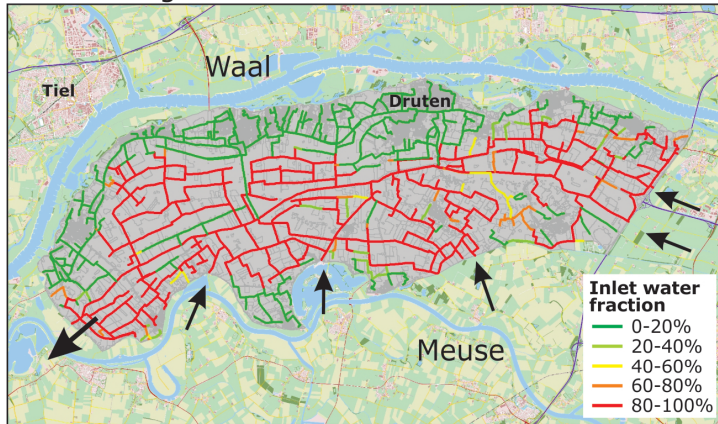 Waal
Tiel
Druten
Meuse
Inlet water
fraction
0-20%
20-40%
40-60%
60-80%
80-100%